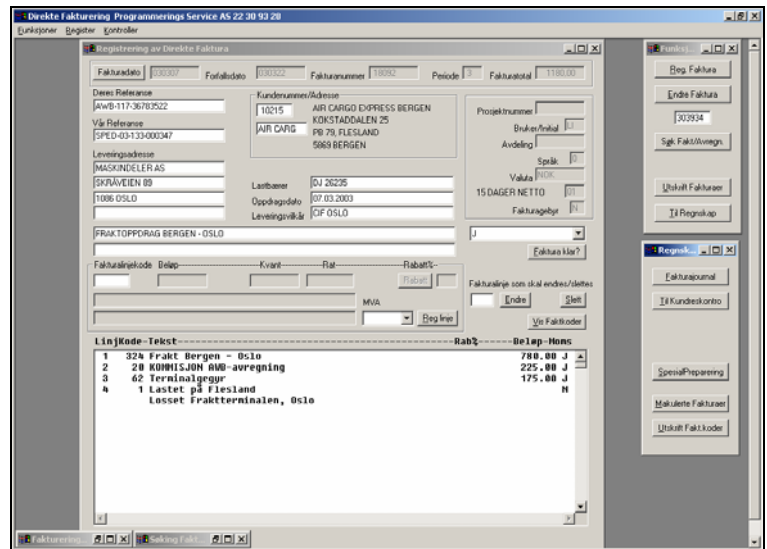 Direkte Fakturering Programmerings Service AS 22 30 93 20
Funksjoner Register Kontroller
Registrering av Direkte Faktura
Fakturadato 030307 Forfallsdato 030322 Fakturanummer 18092 Periode 3 Fakturatotal 1180,00
Deres Referanse
AWB-117-36783522
Vår Referanse
SPED-03-133-000347
Leveringsadresse
MASKINDELER AS
SKRÅVEIEN 89
1086 OSLO
Kundenummer/Adresse
10215 AIR CARGO EXPRESS BERGEN
KOKSTADDALEN 25
AIR CARG PB 79, FLESLAND
5869 BERGEN
Lastbærer DJ 26235
Oppdragsdato 07.03.2003
Leveringsvilkår CIF OSLO
Prosjektnummer
Bruker/Initial LI
Avdeling
Språk 0
Valuta NOK
15 DAGER NETTO 01
Fakturagebyr N
FRAKTOPPDRAG BERGEN - OSLO
J
Faktura klar?
Fakturalinjekode Beløp Kvant Rat Rabatt%
Rabatt
MVA
Reg linje
Fakturalinje som skal endres/slettes
Endre Slett
Vis Faktkoder
LinjKode-Tekst Rab% Beløp-Moms
1 324 Frakt Bergen - Oslo 780.00 J
2 20 KOMMISJON AWB-avregning 225.00 J
3 62 Terminalgegyr 175.00 J
4 1 Lastet på Flesland N
Losset Fraktterminalen, Oslo
Funksj...
Reg. Faktura
Endre Faktura
303934
Søk Fakt/Avregn.
Utskrift Fakturaer
Til Regnskap
Regnsk...
Fakturajournal
Til Kundreskontro
SpesialPreparering
Makulerte Fakturaer
Utskrift Fakt.koder
Fakturering...
Søking Fakt...